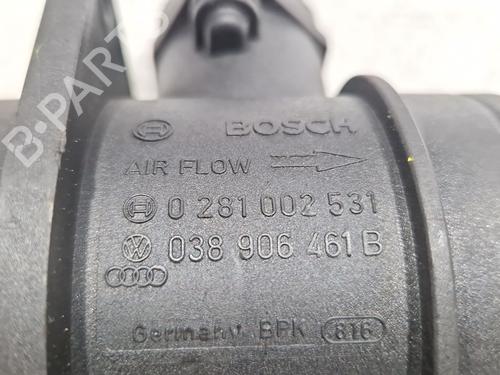 B-PARTS
BOSCH
AIR FLOW
0 281 002 531
038 906 461 B
Germany BPK 816